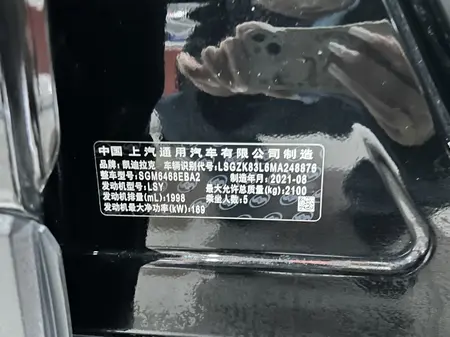 中国 上汽通用汽车有限公司制造
品牌: 凯迪拉克 车辆识别代号: LSGZK83L6MA248876
整车型号: SGM6468EBA2 制造年月: 2021-08
发动机型号: LSY 最大允许总质量(kg): 2100
发动机排量(mL): 1998 乘坐人数: 5
发动机最大净功率(kW): 169